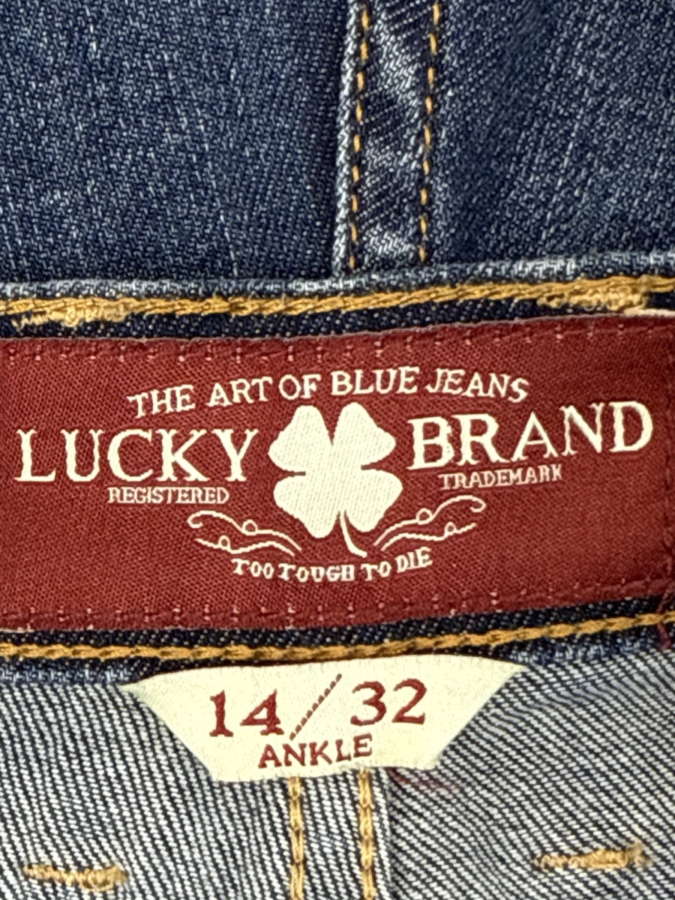 THE ART OF BLUE JEANS
LUCKY BRAND
REGISTERED TRADEMARK
TOO TOUGH TO DIE
14/32
ANKLE